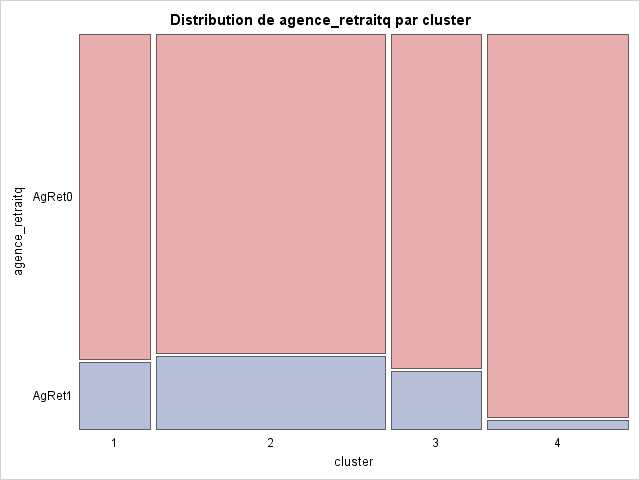 Distribution de agence_retraitq par cluster
agence_retraitq
AgRet0
AgRet1
1 2 3 4
cluster